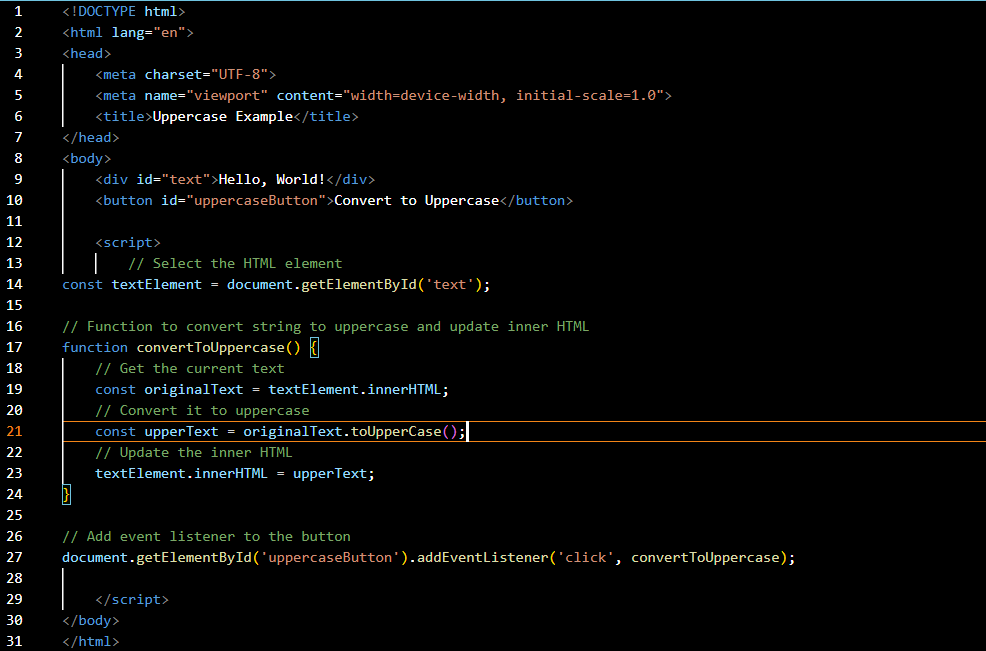 1 <!DOCTYPE html>
2 <html lang="en">
3 <head>
4     <meta charset="UTF-8">
5     <meta name="viewport" content="width=device-width, initial-scale=1.0">
6     <title>Uppercase Example</title>
7 </head>
8 <body>
9     <div id="text">Hello, World!</div>
10     <button id="uppercaseButton">Convert to Uppercase</button>
11
12     <script>
13         // Select the HTML element
14 const textElement = document.getElementById('text');
15
16 // Function to convert string to uppercase and update inner HTML
17 function convertToUppercase() {
18     // Get the current text
19     const originalText = textElement.innerHTML;
20     // Convert it to uppercase
21     const upperText = originalText.toUpperCase();
22     // Update the inner HTML
23     textElement.innerHTML = upperText;
24 }
25
26 // Add event listener to the button
27 document.getElementById('uppercaseButton').addEventListener('click', convertToUppercase);
28
29     </script>
30 </body>
31 </html>